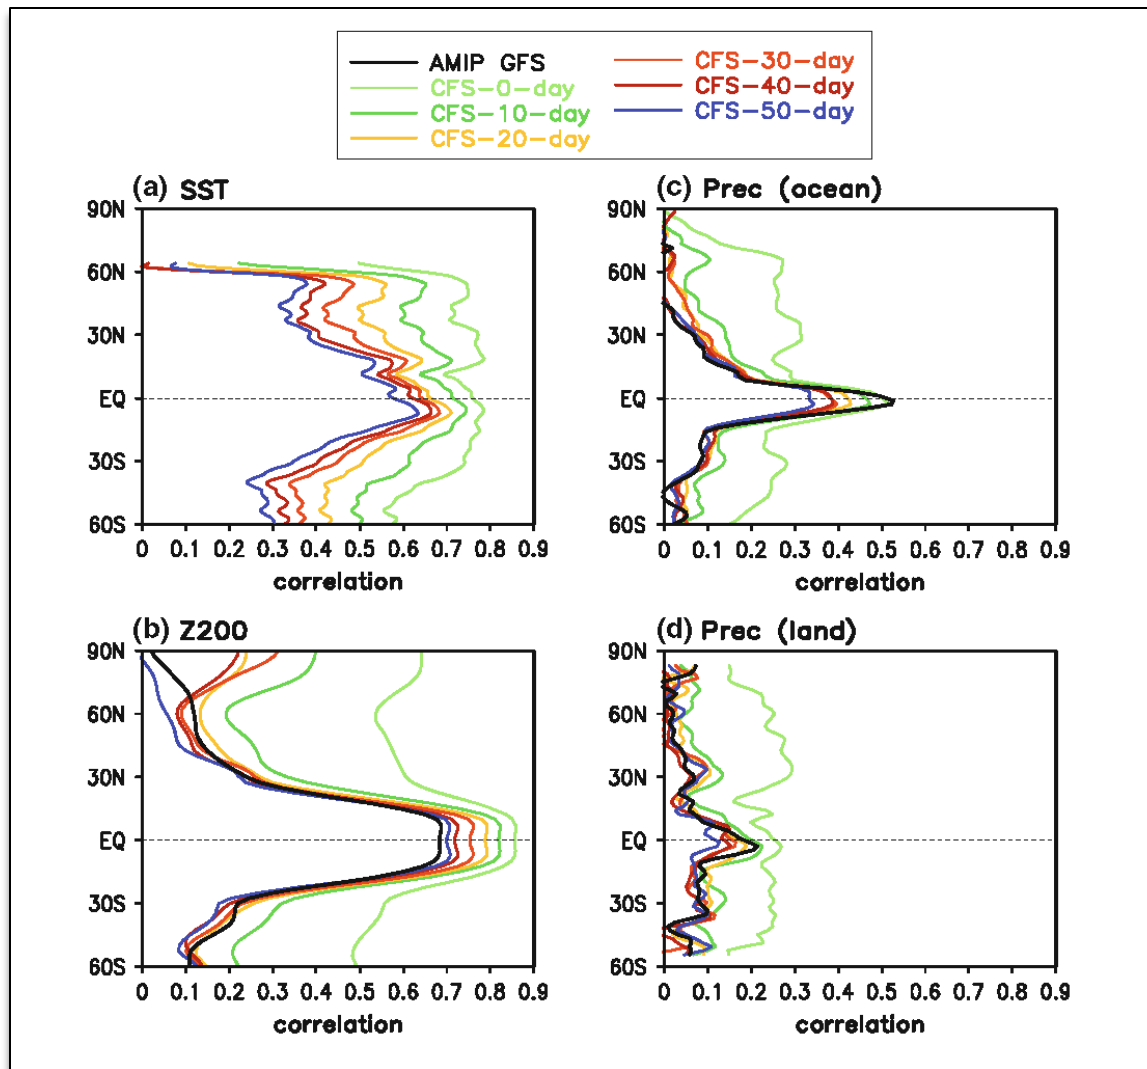 AMIP GFS
CFS-0-day
CFS-10-day
CFS-20-day
CFS-30-day
CFS-40-day
CFS-50-day
(a) SST
90N
60N
30N
EQ
30S
60S
0 0.1 0.2 0.3 0.4 0.5 0.6 0.7 0.8 0.9
correlation
(c) Prec (ocean)
90N
60N
30N
EQ
30S
60S
0 0.1 0.2 0.3 0.4 0.5 0.6 0.7 0.8 0.9
correlation
(b) Z200
90N
60N
30N
EQ
30S
60S
0 0.1 0.2 0.3 0.4 0.5 0.6 0.7 0.8 0.9
correlation
(d) Prec (land)
90N
60N
30N
EQ
30S
60S
0 0.1 0.2 0.3 0.4 0.5 0.6 0.7 0.8 0.9
correlation